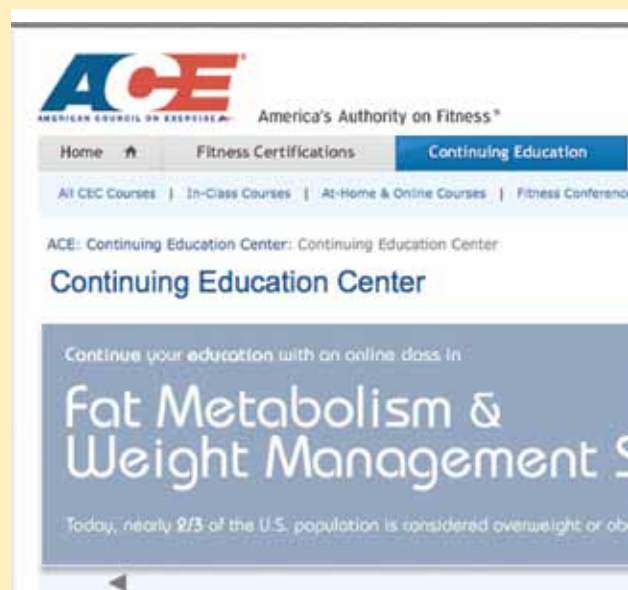 ACE
AMERICAN COUNCIL ON EXERCISE
America's Authority on Fitness®
Home Fitness Certifications Continuing Education
All CEC Courses | In-Class Courses | At-Home & Online Courses | Fitness Conferenc
ACE: Continuing Education Center: Continuing Education Center
Continuing Education Center
Continue your education with an online class in
Fat Metabolism &
Weight Management S
Today, nearly 2/3 of the U.S. population is considered overweight or ob